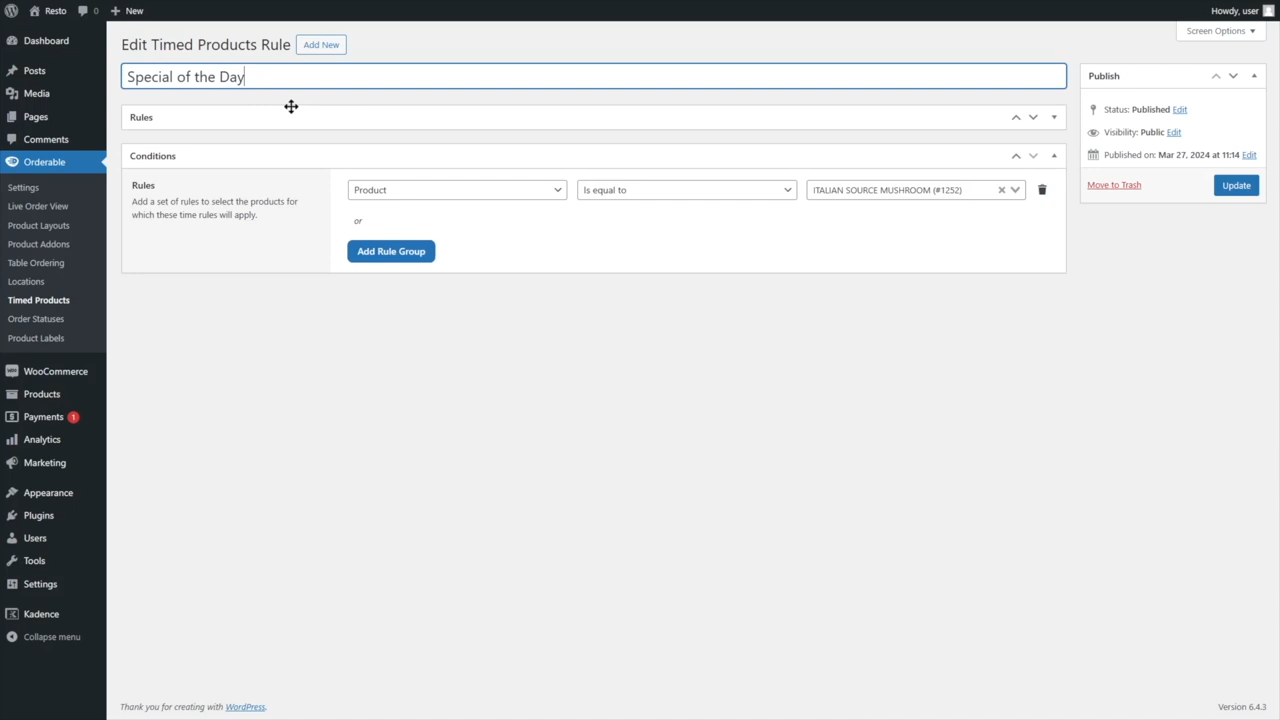 Resto
0
New
Howdy, user
Dashboard
Posts
Media
Pages
Comments
Orderable
Settings
Live Order View
Product Layouts
Product Addons
Table Ordering
Locations
Timed Products
Order Statuses
Product Labels
WooCommerce
Products
Payments 1
Analytics
Marketing
Appearance
Plugins
Users
Tools
Settings
Kadence
Collapse menu
Screen Options
Edit Timed Products Rule Add New
Special of the Day
Rules
Conditions
Rules
Add a set of rules to select the products for
which these time rules will apply.
Product Is equal to ITALIAN SOURCE MUSHROOM (#1252)
or
Add Rule Group
Publish
Status: Published Edit
Visibility: Public Edit
Published on: Mar 27, 2024 at 11:14 Edit
Move to Trash Update
Thank you for creating with WordPress.
Version 6.4.3